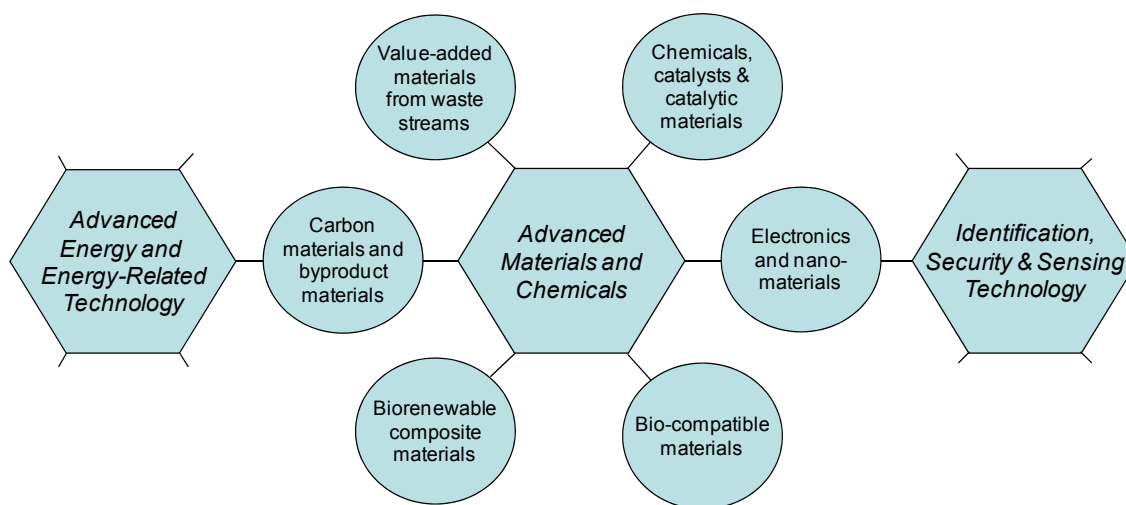 Value-added
materials
from waste
streams
Chemicals,
catalysts &
catalytic
materials
Advanced
Energy and
Energy-Related
Technology
Carbon
materials and
byproduct
materials
Advanced
Materials and
Chemicals
Electronics
and nano-
materials
Identification,
Security & Sensing
Technology
Biorenewable
composite
materials
Bio-compatible
materials